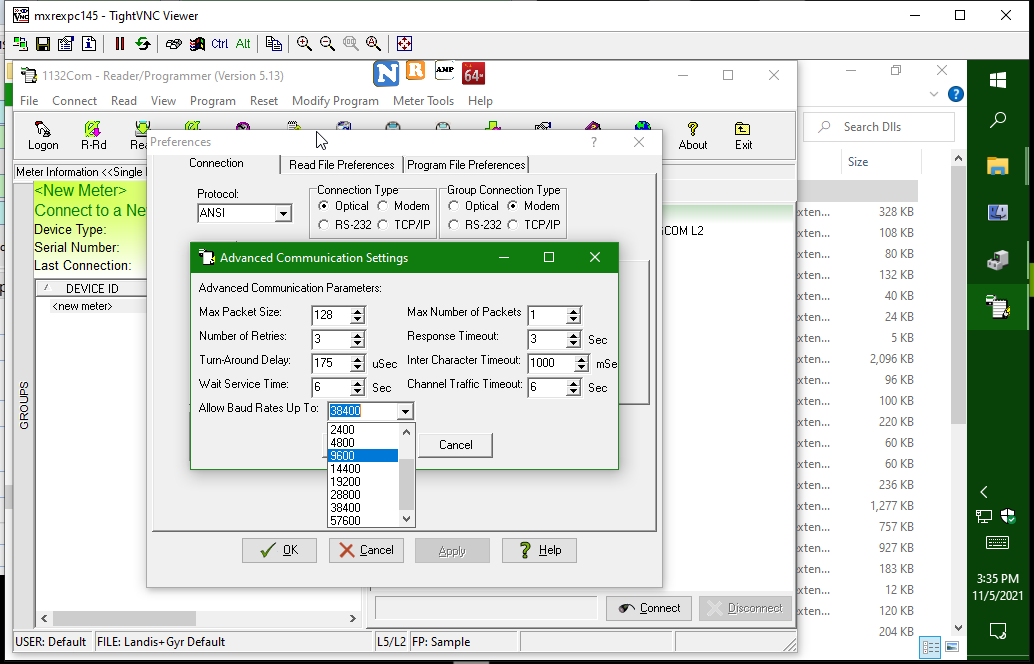 mxrexpc145 - TightVNC Viewer
Ctrl Alt
1132Com - Reader/Programmer (Version 5.13)
N R AMP 64
File Connect Read View Program Reset Modify Program Meter Tools Help
Logon R-Rd About Exit
Search Dlls
Size
Preferences
Connection Read File Preferences Program File Preferences
Meter Information <<Single
<New Meter>
Connect to a Ne
Device Type:
Serial Number:
Last Connection:
DEVICE ID
<new meter>
GROUPS
Protocol:
ANSI
Connection Type
Optical Modem
RS-232 TCP/IP
Group Connection Type
Optical Modem
RS-232 TCP/IP
COM L2
Advanced Communication Settings
Advanced Communication Parameters:
Max Packet Size: 128 Max Number of Packets 1
Number of Retries: 3 Response Timeout: 3 Sec
Turn-Around Delay: 175 uSec Inter Character Timeout: 1000 mSe
Wait Service Time: 6 Sec Channel Traffic Timeout: 6 Sec
Allow Baud Rates Up To: 38400
2400
4800
9600
14400
19200
28800
38400
57600
Cancel
OK Cancel Apply Help
Connect Disconnect
USER: Default FILE: Landis+Gyr Default L5/L2 FP: Sample
xten... 328 KB
xten... 108 KB
xten... 80 KB
xten... 132 KB
xten... 40 KB
xten... 24 KB
xten... 5 KB
xten... 2,096 KB
xten... 96 KB
xten... 100 KB
xten... 220 KB
xten... 60 KB
xten... 60 KB
xten... 236 KB
xten... 1,277 KB
xten... 757 KB
xten... 927 KB
xten... 183 KB
xten... 12 KB
xten... 120 KB
204 KB
3:35 PM
11/5/2021